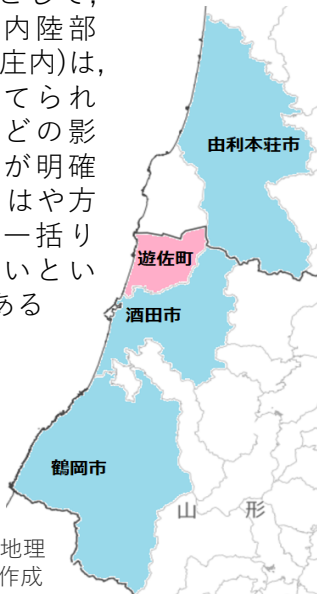 として,
内陸部
庄内)は,
てられ
どの影
が明確
はや方
一括り
いとい
ある
由利本荘市
遊佐町
酒田市
鶴岡市
山 形
地理
作成